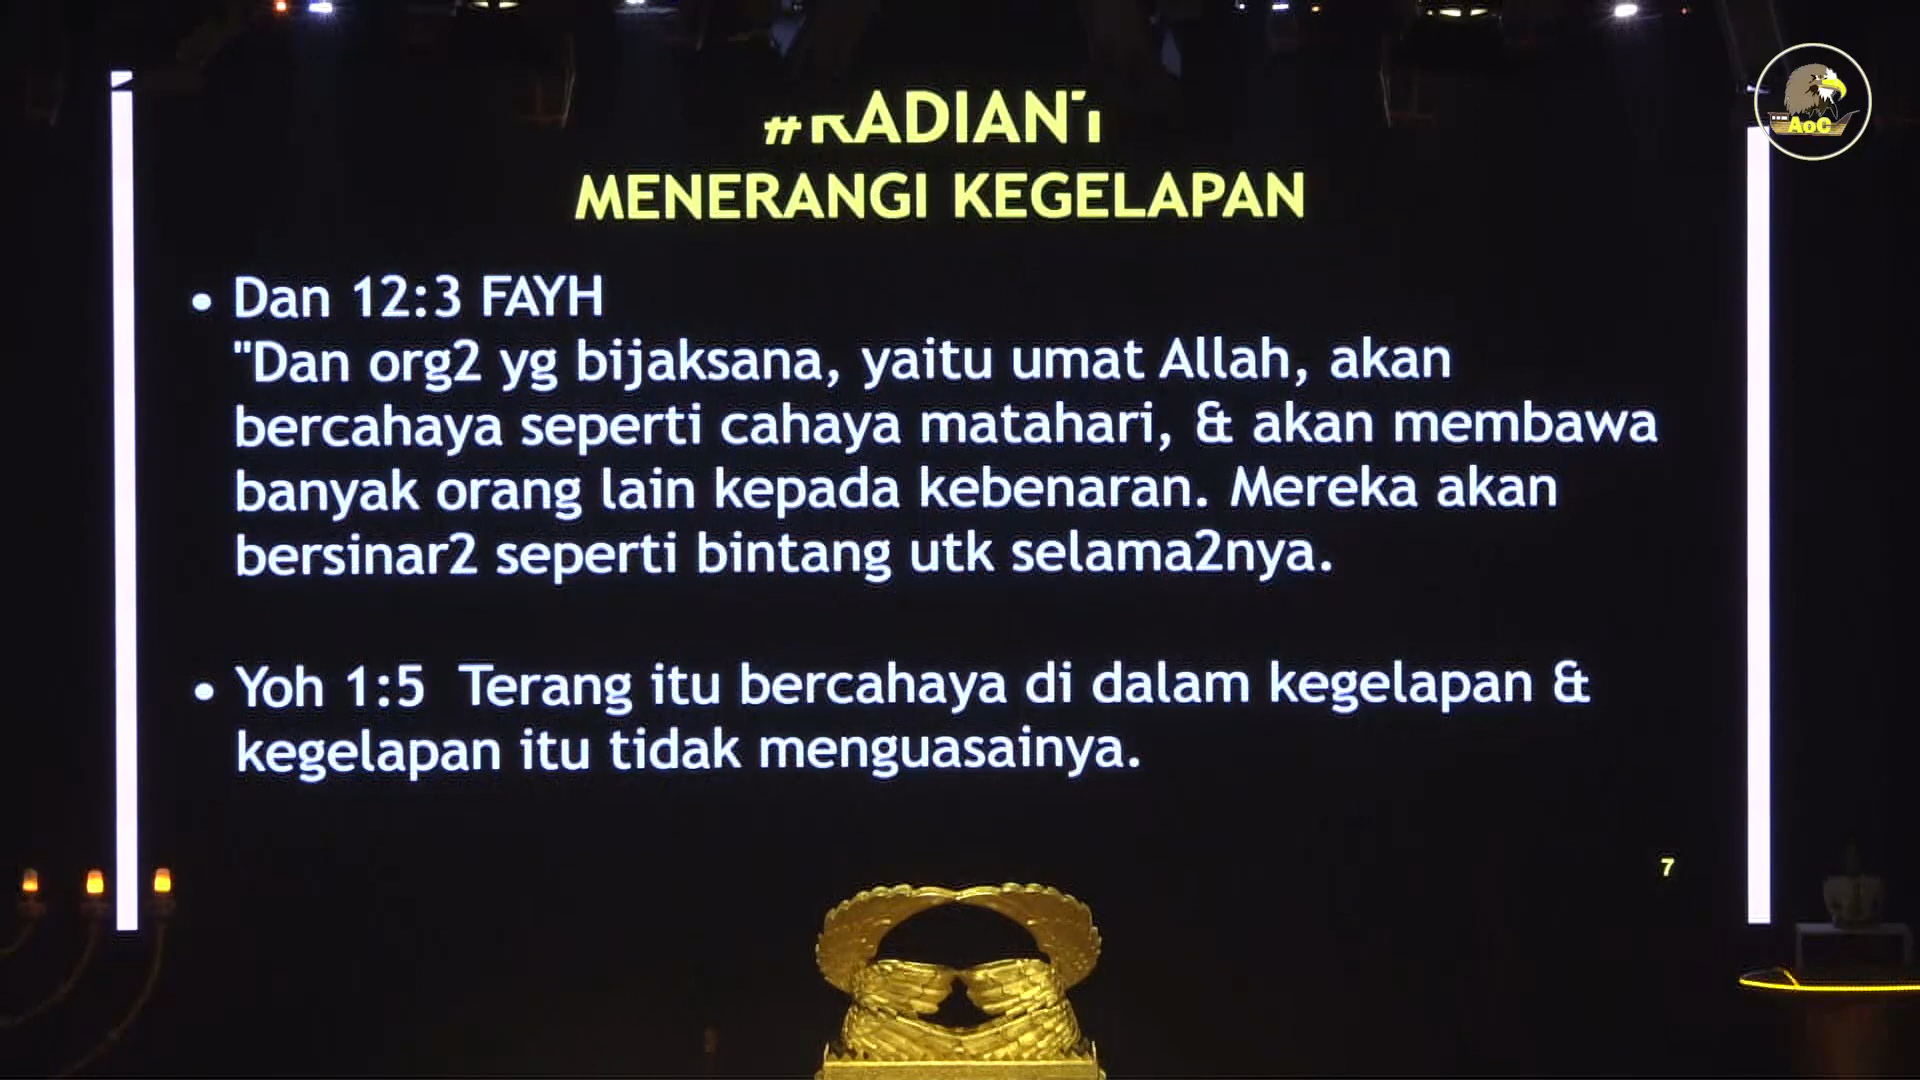 #RADIANT
MENERANGI KEGELAPAN
• Dan 12:3 FAYH
"Dan org2 yg bijaksana, yaitu umat Allah, akan
bercahaya seperti cahaya matahari, & akan membawa
banyak orang lain kepada kebenaran. Mereka akan
bersinar2 seperti bintang utk selama2nya.
• Yoh 1:5  Terang itu bercahaya di dalam kegelapan &
kegelapan itu tidak menguasainya.
7
AoC